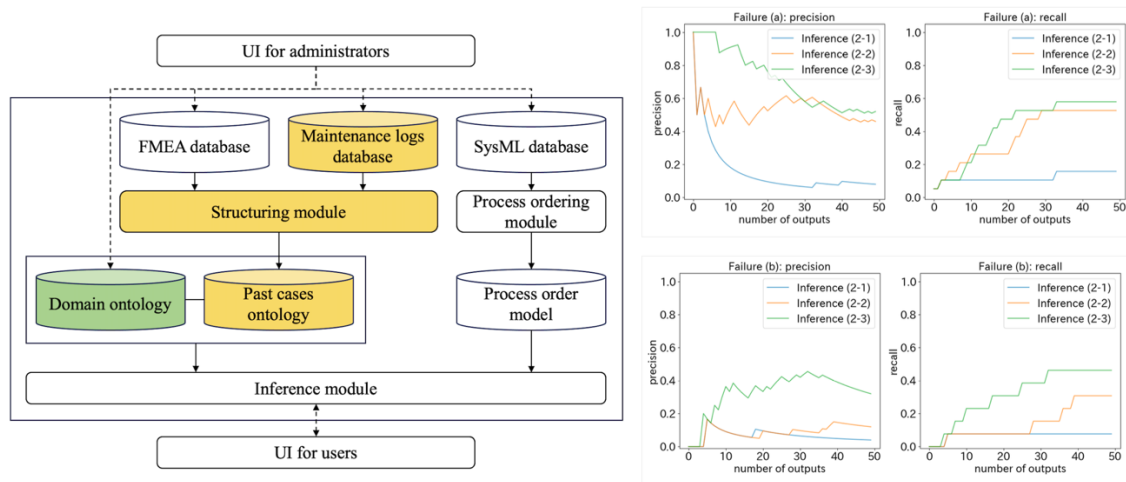 UI for administrators
FMEA database
Maintenance logs
database
SysML database
Structuring module
Process ordering
module
Domain ontology
Past cases
ontology
Process order
model
Inference module
UI for users
Failure (a): precision
Inference (2-1)
Inference (2-2)
Inference (2-3)
1.0
0.8
0.6
0.4
0.2
0.0
precision
0 10 20 30 40 50
number of outputs
Failure (a): recall
Inference (2-1)
Inference (2-2)
Inference (2-3)
1.0
0.8
0.6
0.4
0.2
0.0
recall
0 10 20 30 40 50
number of outputs
Failure (b): precision
Inference (2-1)
Inference (2-2)
Inference (2-3)
1.0
0.8
0.6
0.4
0.2
0.0
precision
0 10 20 30 40 50
number of outputs
Failure (b): recall
Inference (2-1)
Inference (2-2)
Inference (2-3)
1.0
0.8
0.6
0.4
0.2
0.0
recall
0 10 20 30 40 50
number of outputs